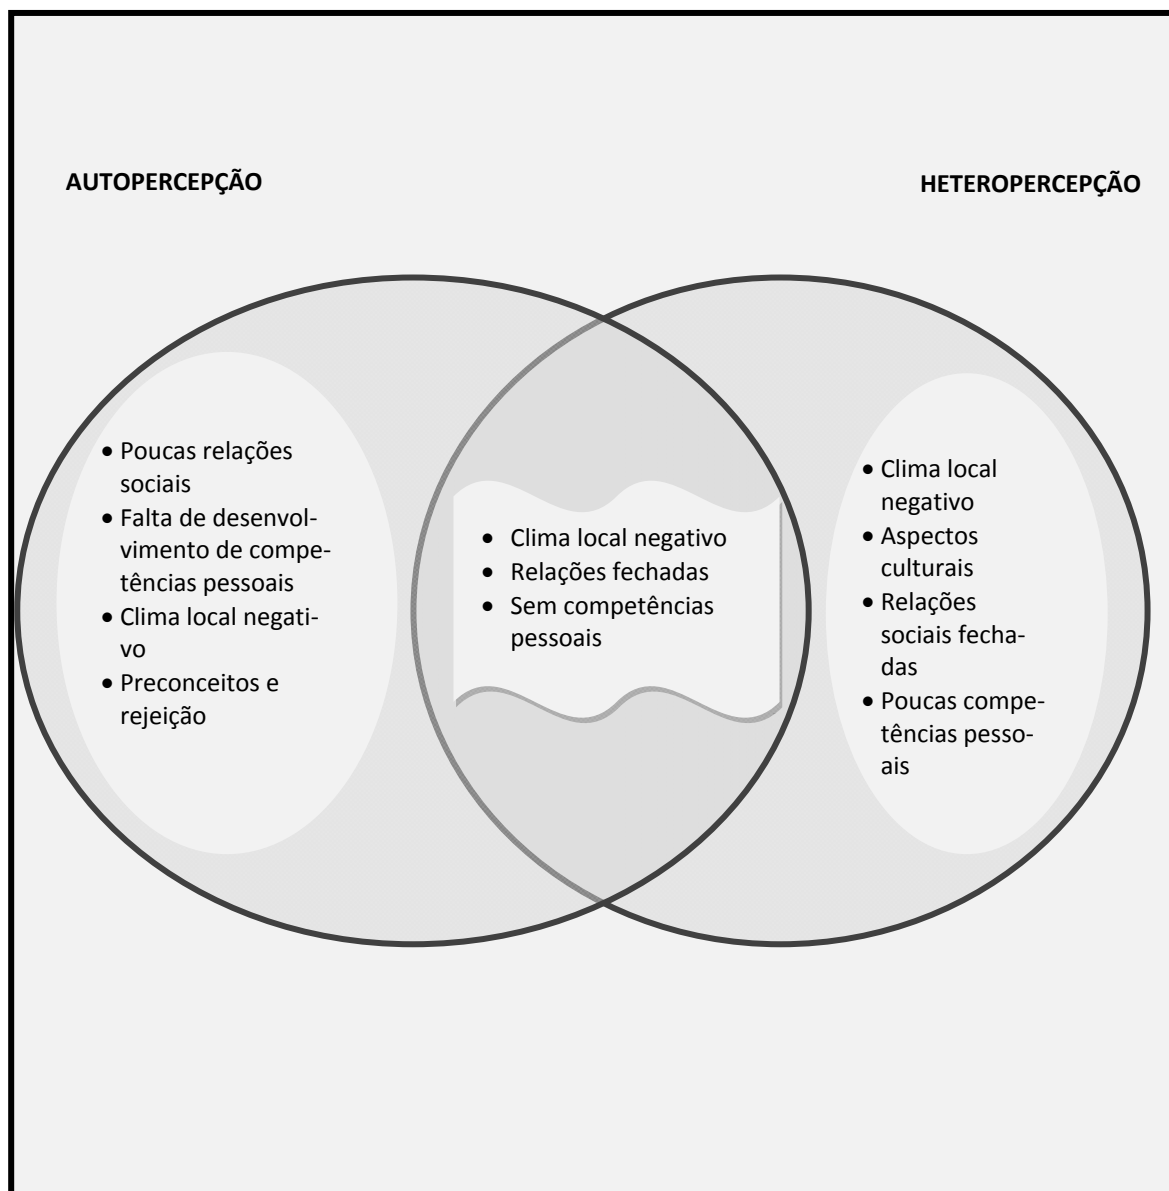 AUTOPERCEPÇÃO
HETEROPERCEPÇÃO
• Poucas relações
sociais
• Falta de desenvol-
vimento de compe-
tências pessoais
• Clima local negati-
vo
• Preconceitos e
rejeição
• Clima local negativo
• Relações fechadas
• Sem competências
pessoais
• Clima local
negativo
• Aspectos
culturais
• Relações
sociais fecha-
das
• Poucas compe-
tências pesso-
ais